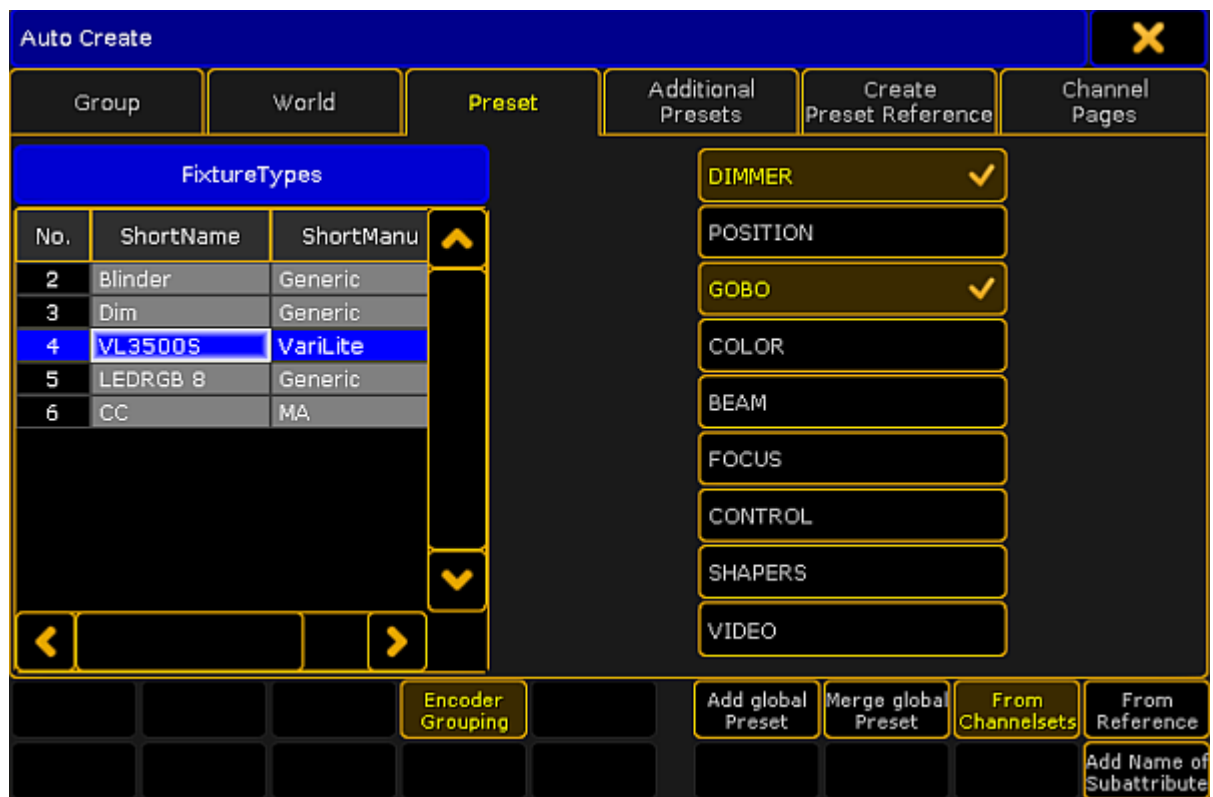 Auto Create
Group
World
Preset
Additional
Presets
Create
Preset Reference
Channel
Pages
FixtureTypes
No. ShortName ShortManu
2 Blinder Generic
3 Dim Generic
4 VL3500S VariLite
5 LEDRGB 8 Generic
6 CC MA
DIMMER
POSITION
GOBO
COLOR
BEAM
FOCUS
CONTROL
SHAPERS
VIDEO
Encoder
Grouping
Add global
Preset
Merge global
Preset
From
Channelsets
From
Reference
Add Name of
Subattribute